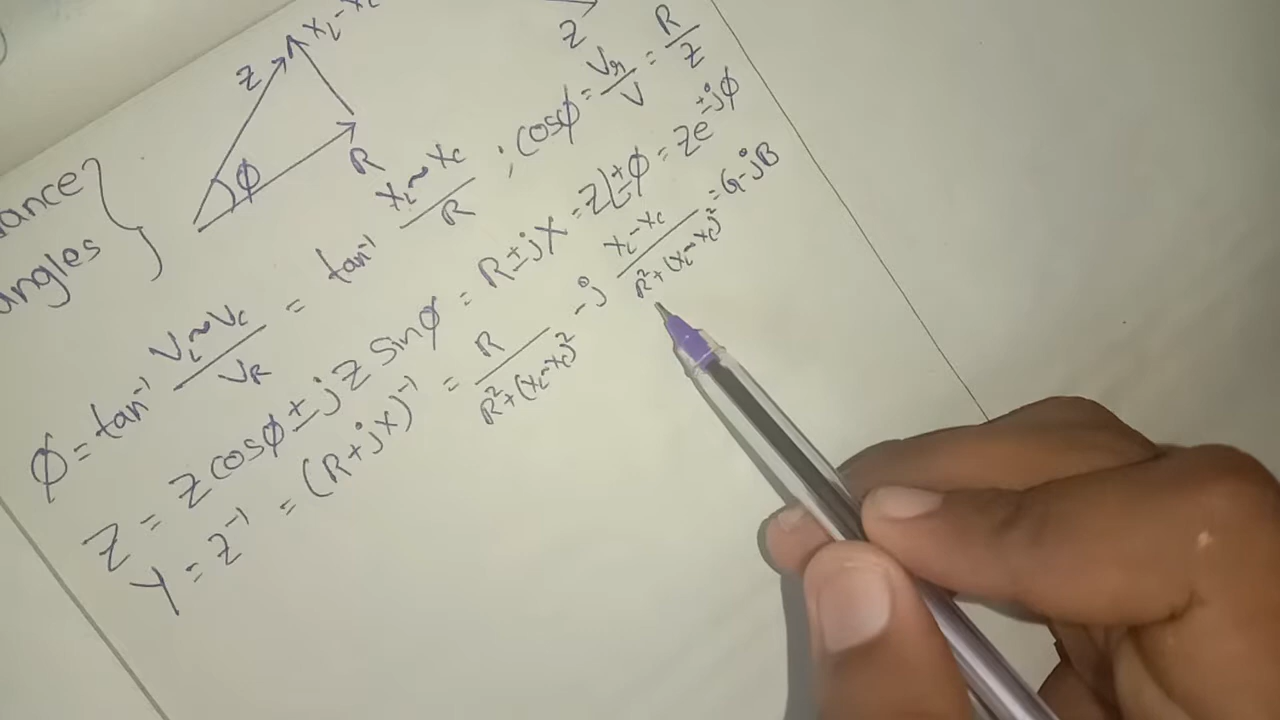 X_L-X_C
Z
Z
R
ϕ
ance
angles
ϕ = tan⁻¹ (V_L~V_C)/V_R = tan⁻¹ (X_L~X_C)/R ; cosϕ = V_R/V = R/Z
Z = Z cosϕ ± jZ sinϕ = R ± jX = Z∠±ϕ = Ze^±jϕ
Y = Z⁻¹ = (R+jX)⁻¹ = R/(R²+(X_L~X_C)²) - j (X_L-X_C)/(R²+(X_L~X_C)²) = G-jB